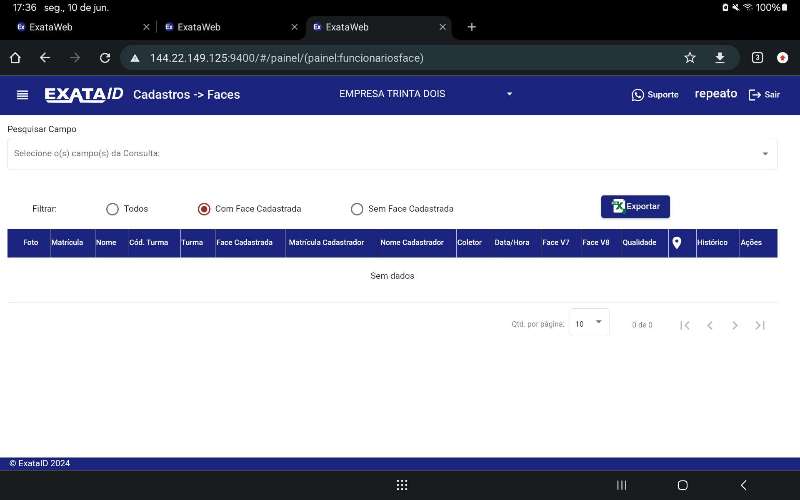 17:36 seg., 10 de jun. 100%
ExataWeb ExataWeb ExataWeb
144.22.149.125:9400/#/painel/(painel:funcionariosface) 3
EXATAID Cadastros -> Faces EMPRESA TRINTA DOIS Suporte repeato Sair
Pesquisar Campo
Selecione o(s) campo(s) da Consulta:
Filtrar: Todos Com Face Cadastrada Sem Face Cadastrada Exportar
Foto Matrícula Nome Cód. Turma Turma Face Cadastrada Matrícula Cadastrador Nome Cadastrador Coletor Data/Hora Face V7 Face V8 Qualidade Histórico Ações
Sem dados
Qtd. por página: 10 0 de 0
© ExataID 2024